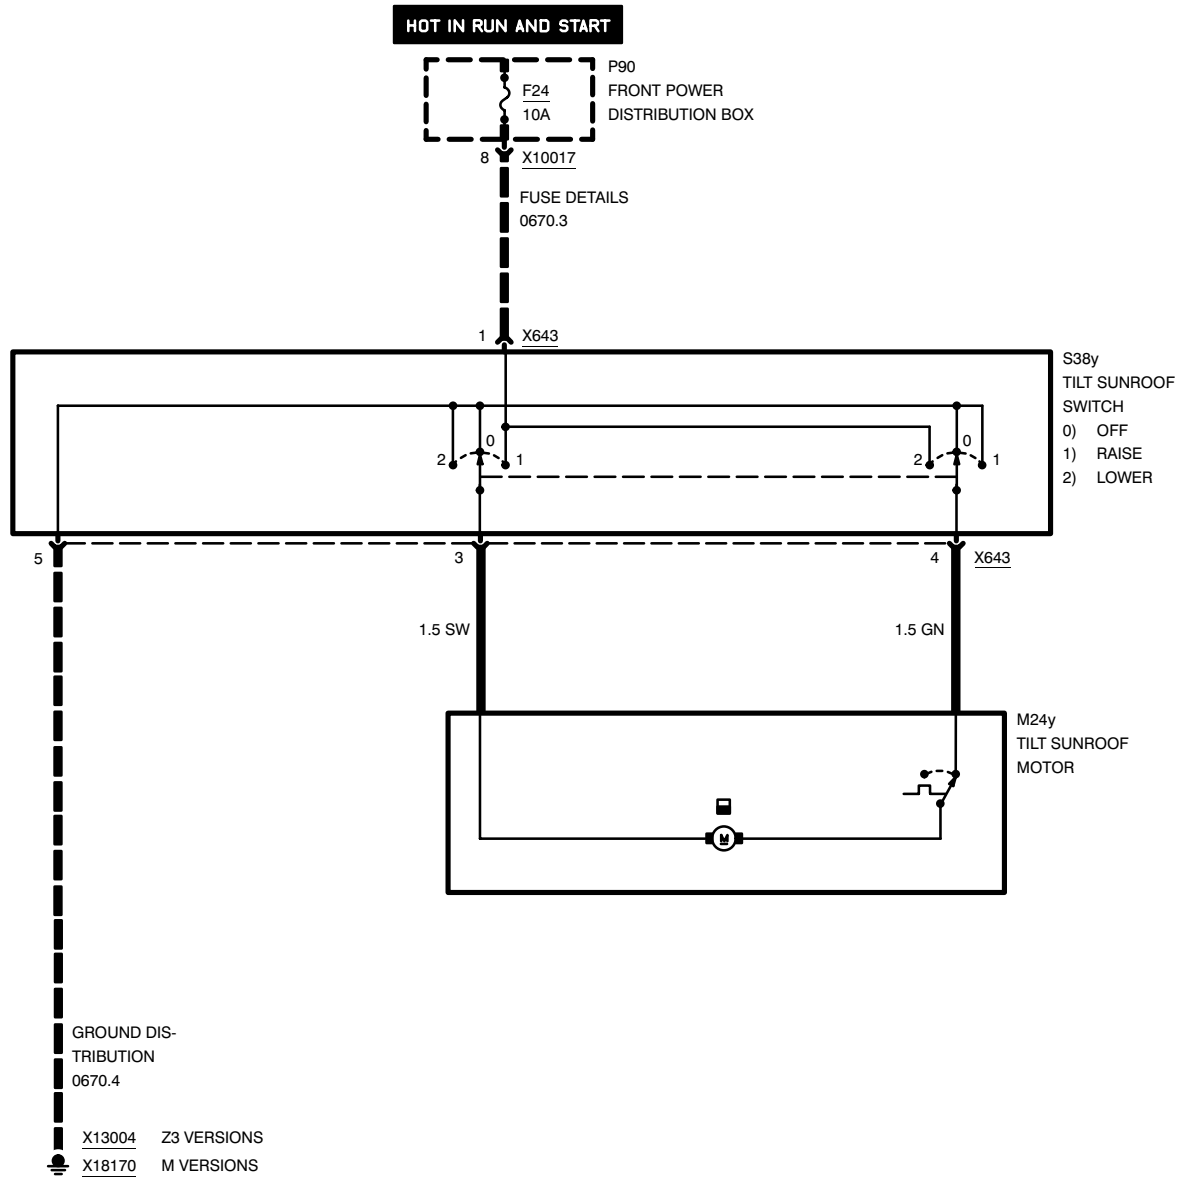 HOT IN RUN AND START
P90
FRONT POWER
DISTRIBUTION BOX
F24
10A
8 X10017
FUSE DETAILS
0670.3
1 X643
S38y
TILT SUNROOF
SWITCH
0) OFF
1) RAISE
2) LOWER
2 0 1
2 0 1
5 3 4 X643
1.5 SW 1.5 GN
M24y
TILT SUNROOF
MOTOR
M
GROUND DIS-
TRIBUTION
0670.4
X13004 Z3 VERSIONS
X18170 M VERSIONS